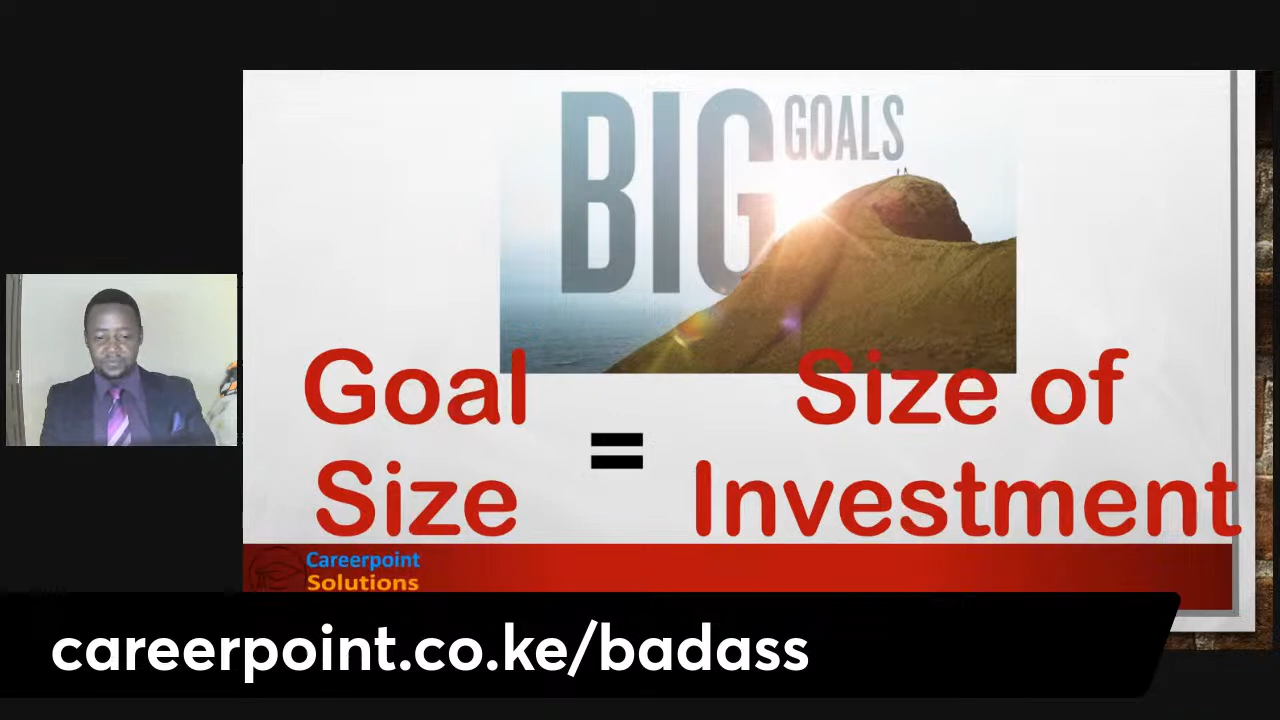 BIG GOALS
Goal
Size
=
Size of
Investment
Careerpoint
Solutions
careerpoint.co.ke/badass